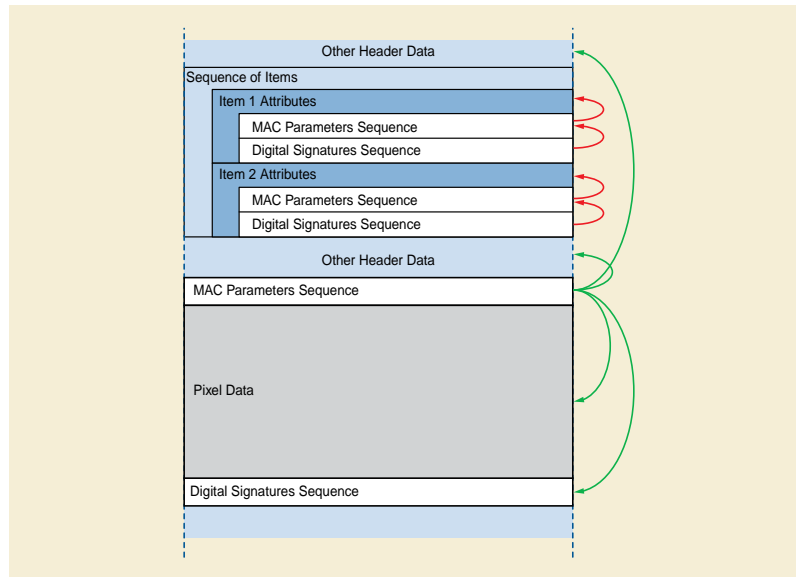 Other Header Data
Sequence of Items
Item 1 Attributes
MAC Parameters Sequence
Digital Signatures Sequence
Item 2 Attributes
MAC Parameters Sequence
Digital Signatures Sequence
Other Header Data
MAC Parameters Sequence
Pixel Data
Digital Signatures Sequence